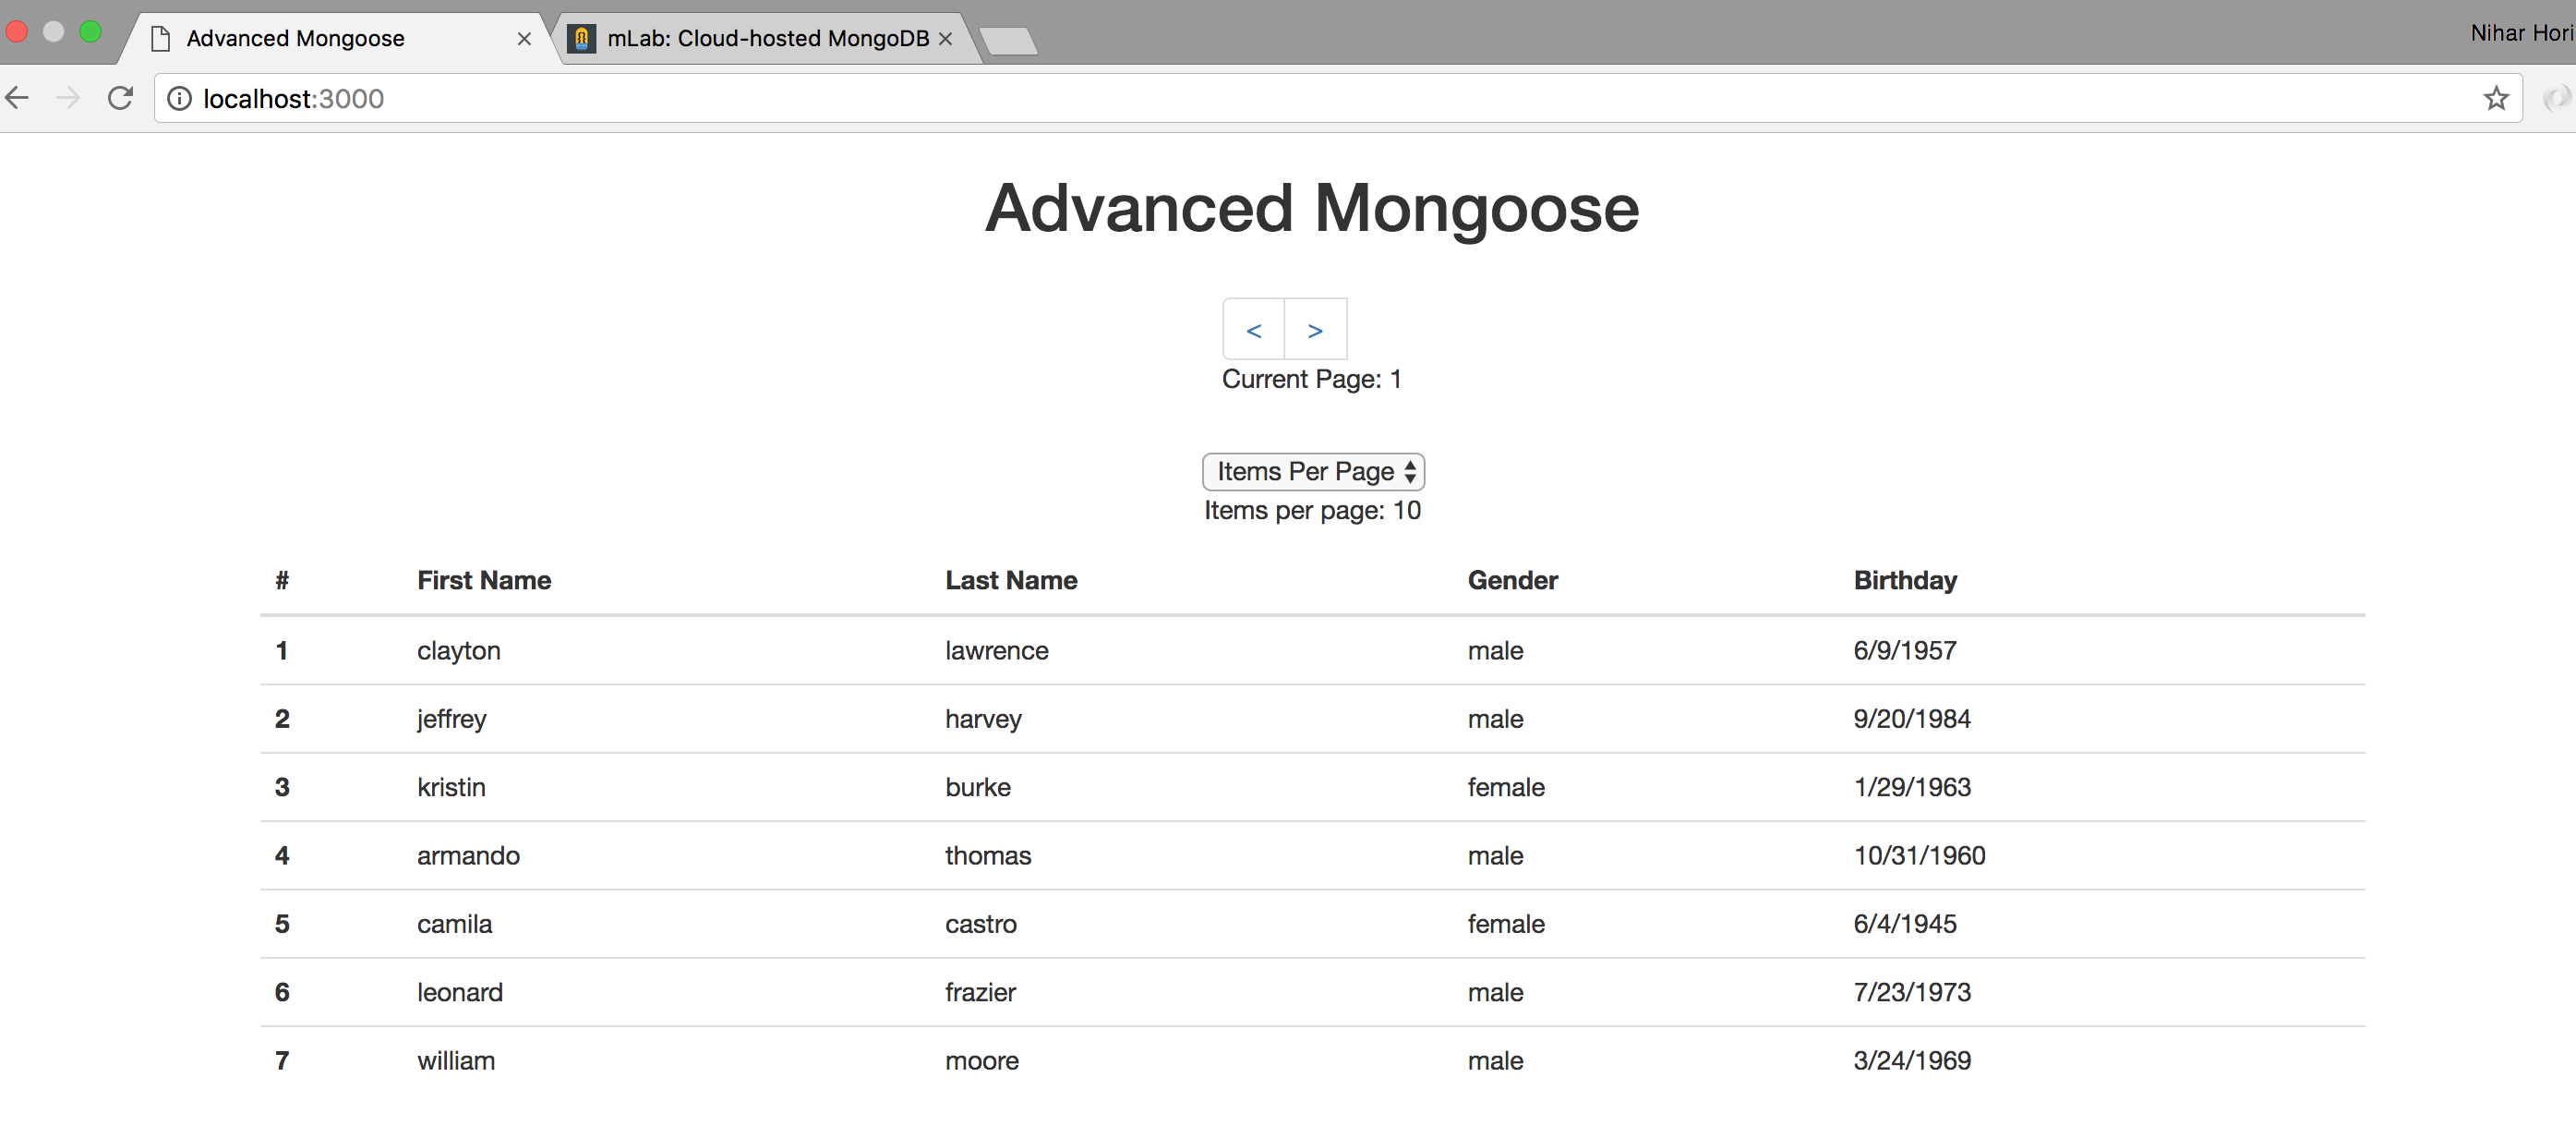 Advanced Mongoose
mLab: Cloud-hosted MongoDB
Nihar Hori
localhost:3000
Advanced Mongoose
< >
Current Page: 1
Items Per Page
Items per page: 10
# First Name Last Name Gender Birthday
1 clayton lawrence male 6/9/1957
2 jeffrey harvey male 9/20/1984
3 kristin burke female 1/29/1963
4 armando thomas male 10/31/1960
5 camila castro female 6/4/1945
6 leonard frazier male 7/23/1973
7 william moore male 3/24/1969